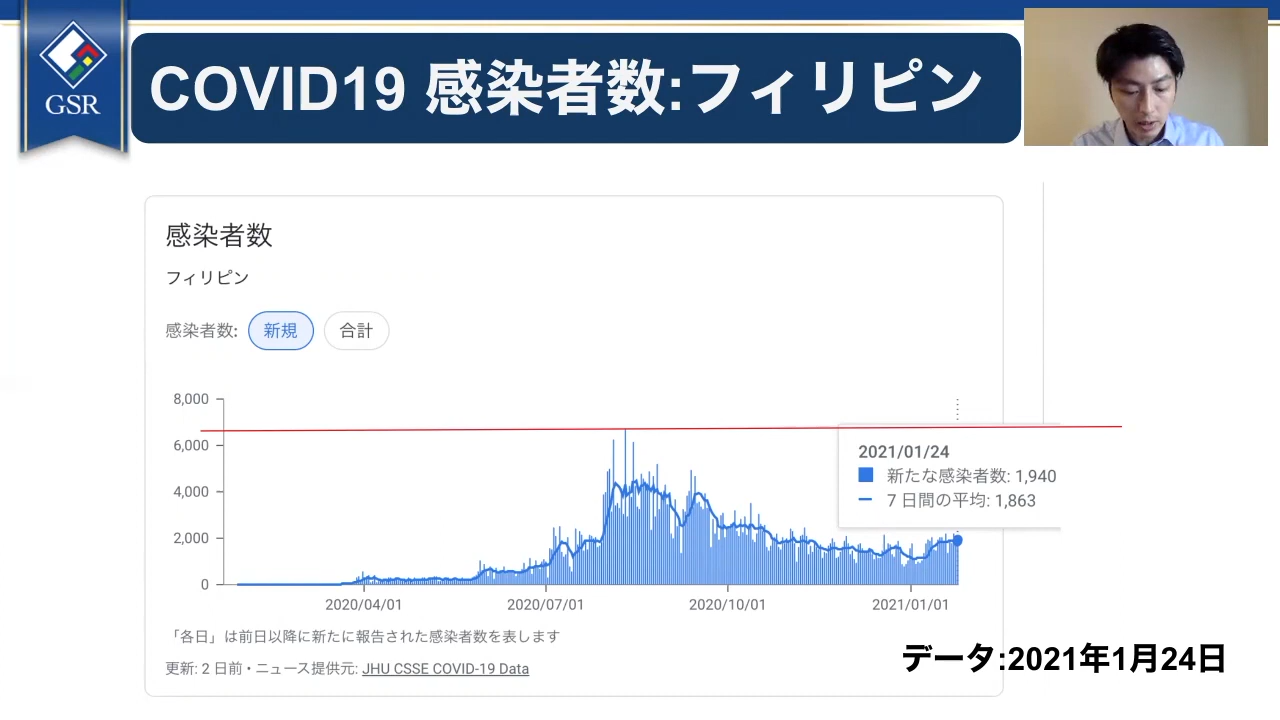 GSR
COVID19 感染者数:フィリピン
感染者数
フィリピン
感染者数: 新規 合計
8,000
6,000
4,000
2,000
0
2021/01/24
新たな感染者数: 1,940
7 日間の平均: 1,863
2020/04/01 2020/07/01 2020/10/01 2021/01/01
「各日」は前日以降に新たに報告された感染者数を表します
更新: 2 日前・ニュース提供元: JHU CSSE COVID-19 Data
データ:2021年1月24日